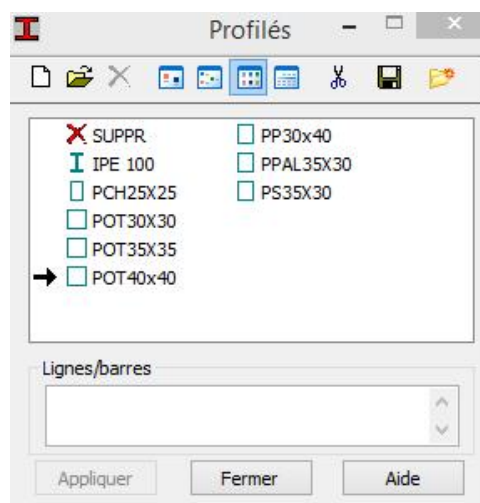 Profilés
SUPPR
IPE 100
PCH25X25
POT30X30
POT35X35
POT40x40
PP30x40
PPAL35X30
PS35X30
Lignes/barres
Appliquer
Fermer
Aide